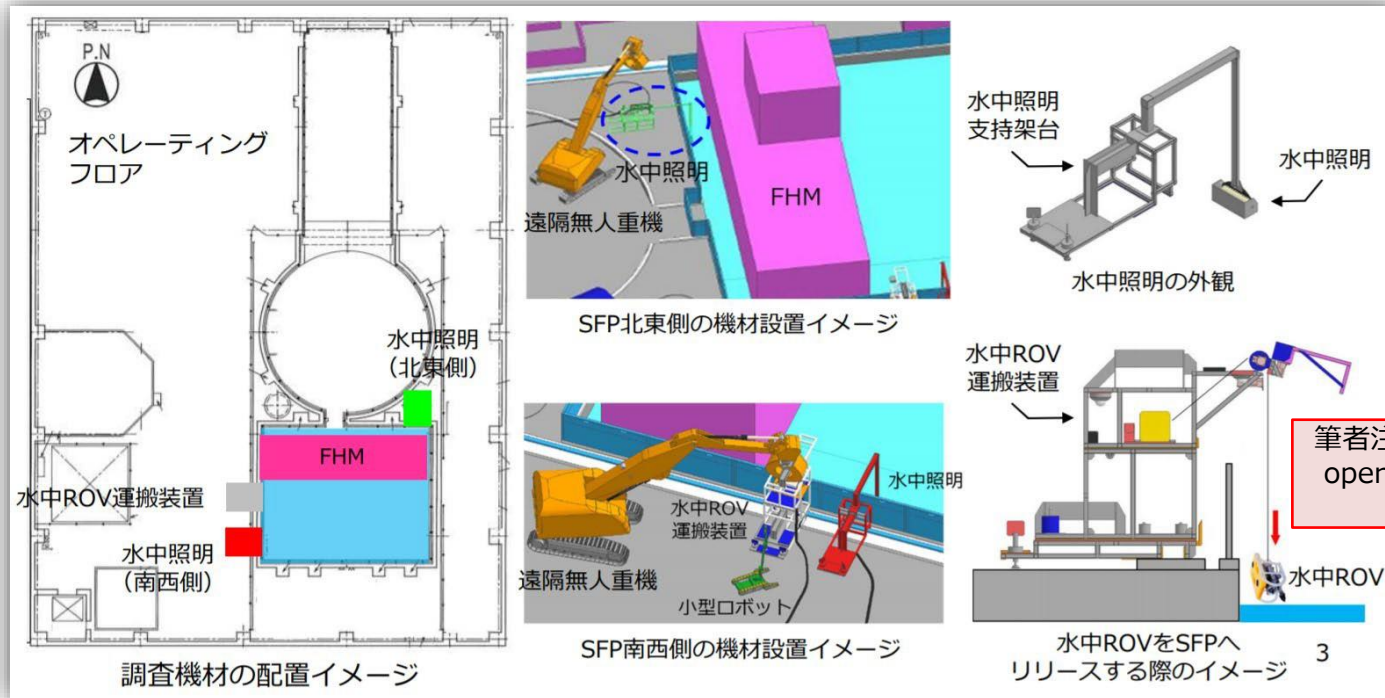 P.N
オペレーティング
フロア
水中照明
（北東側）
FHM
水中ROV運搬装置
水中照明
（南西側）
調査機材の配置イメージ
水中照明
遠隔無人重機
FHM
SFP北東側の機材設置イメージ
水中ROV
運搬装置
水中照明
遠隔無人重機
小型ロボット
SFP南西側の機材設置イメージ
水中照明
支持架台
水中照明
水中照明の外観
水中ROV
運搬装置
筆者注
open
水中ROV
水中ROVをSFPへ
リリースする際のイメージ
3